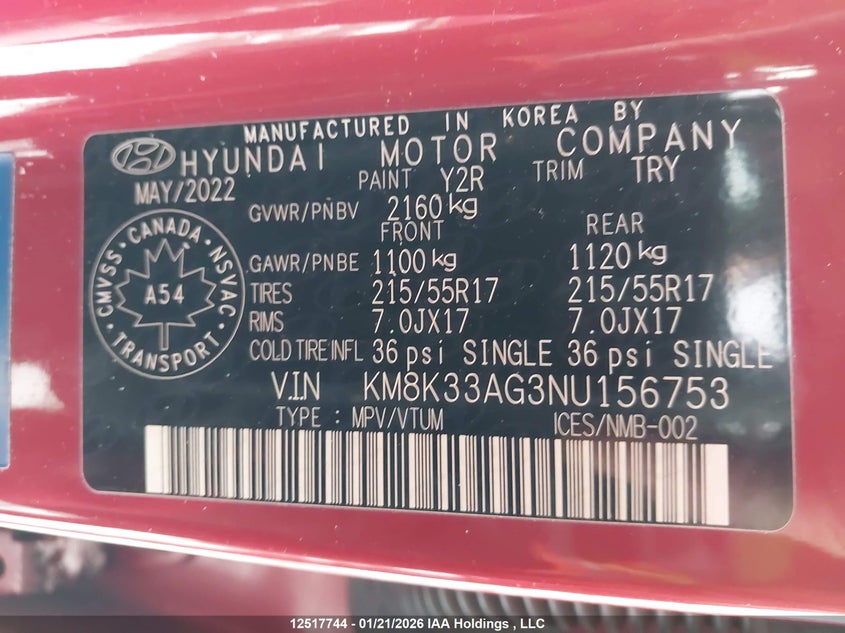 MANUFACTURED IN KOREA BY
HYUNDAI MOTOR COMPANY
MAY/2022 PAINT Y2R TRIM TRY
GVWR/PNBV 2160 kg
FRONT REAR
GAWR/PNBE 1100 kg 1120 kg
TIRES 215/55R17 215/55R17
RIMS 7.0JX17 7.0JX17
COLD TIRE INFL 36 psi SINGLE 36 psi SINGLE
CMVSS · CANADA · NSVAC · TRANSPORT ·
A54
V.I.N KM8K33AG3NU156753
TYPE : MPV/VTUM ICES/NMB-002
12517744 - 01/21/2026 IAA Holdings , LLC